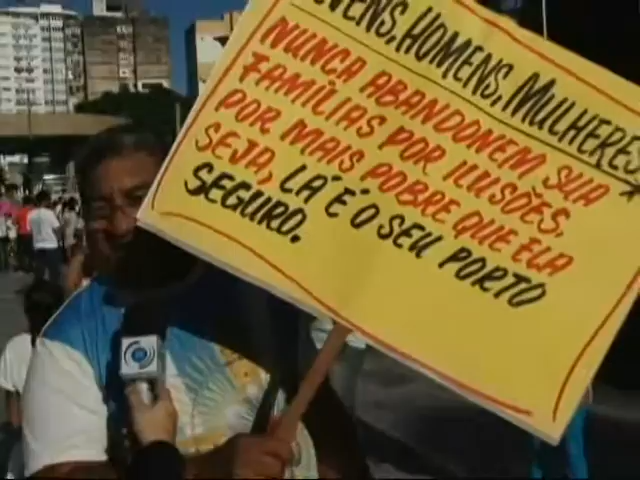 HOMENS, MULHERES
NUNCA ABANDONEM SUA
FAMÍLIAS POR ILUSÕES,
POR MAIS POBRE QUE ELA
SEJA, LÁ É O SEU PORTO
SEGURO.